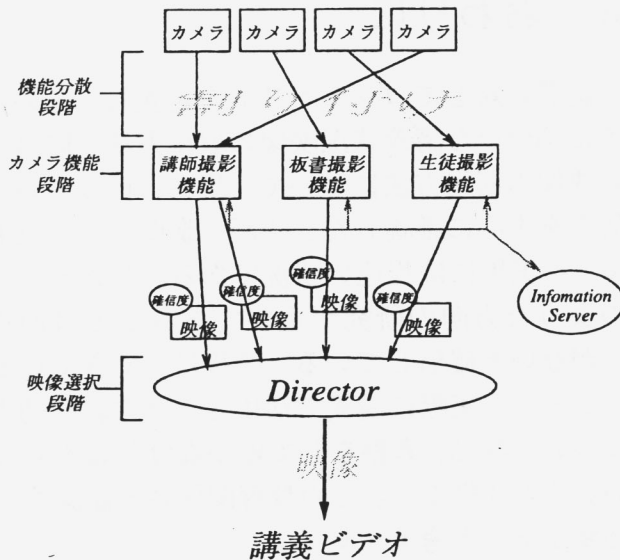 カメラ カメラ カメラ カメラ
機能分散
段階
カメラ機能
段階
講師撮影
機能
板書撮影
機能
生徒撮影
機能
確信度 映像
確信度 映像
確信度 映像
確信度 映像
Infomation
Server
映像選択
段階
Director
映像
講義ビデオ